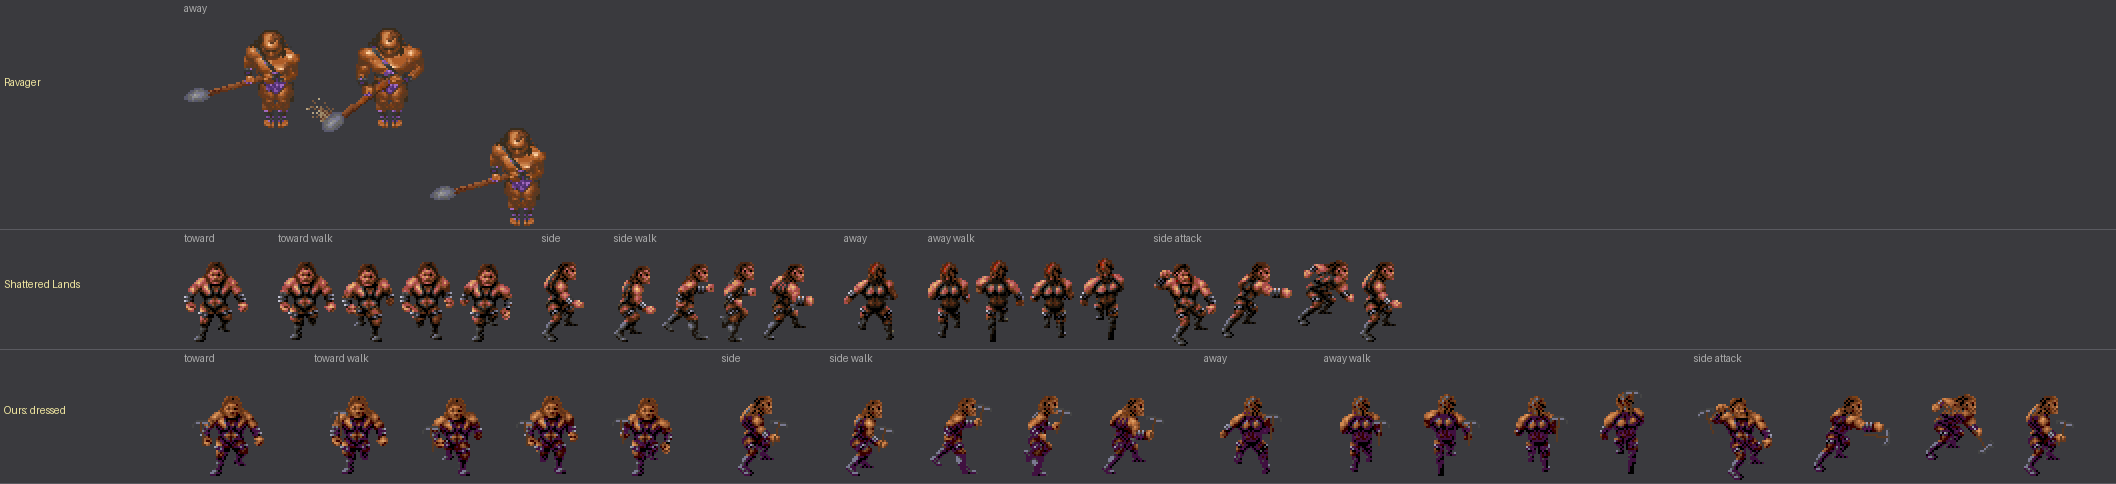 away
Ravager
toward toward walk side side walk away away walk side attack
Shattered Lands
toward toward walk side side walk away away walk side attack
Ours: dressed